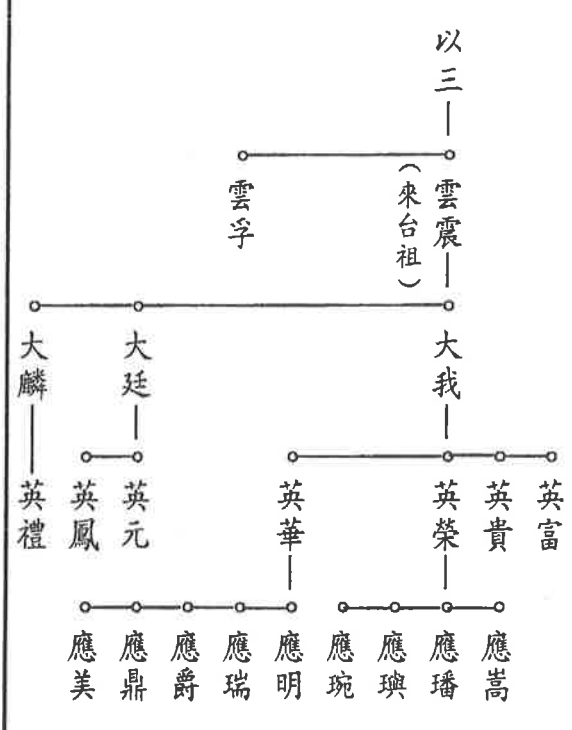 以三
雲震
（來台祖）
雲孚
大我
大廷
大麟
英富
英貴
英榮
英華
英元
英鳳
英禮
應嵩
應璠
應璵
應琬
應明
應瑞
應爵
應鼎
應美